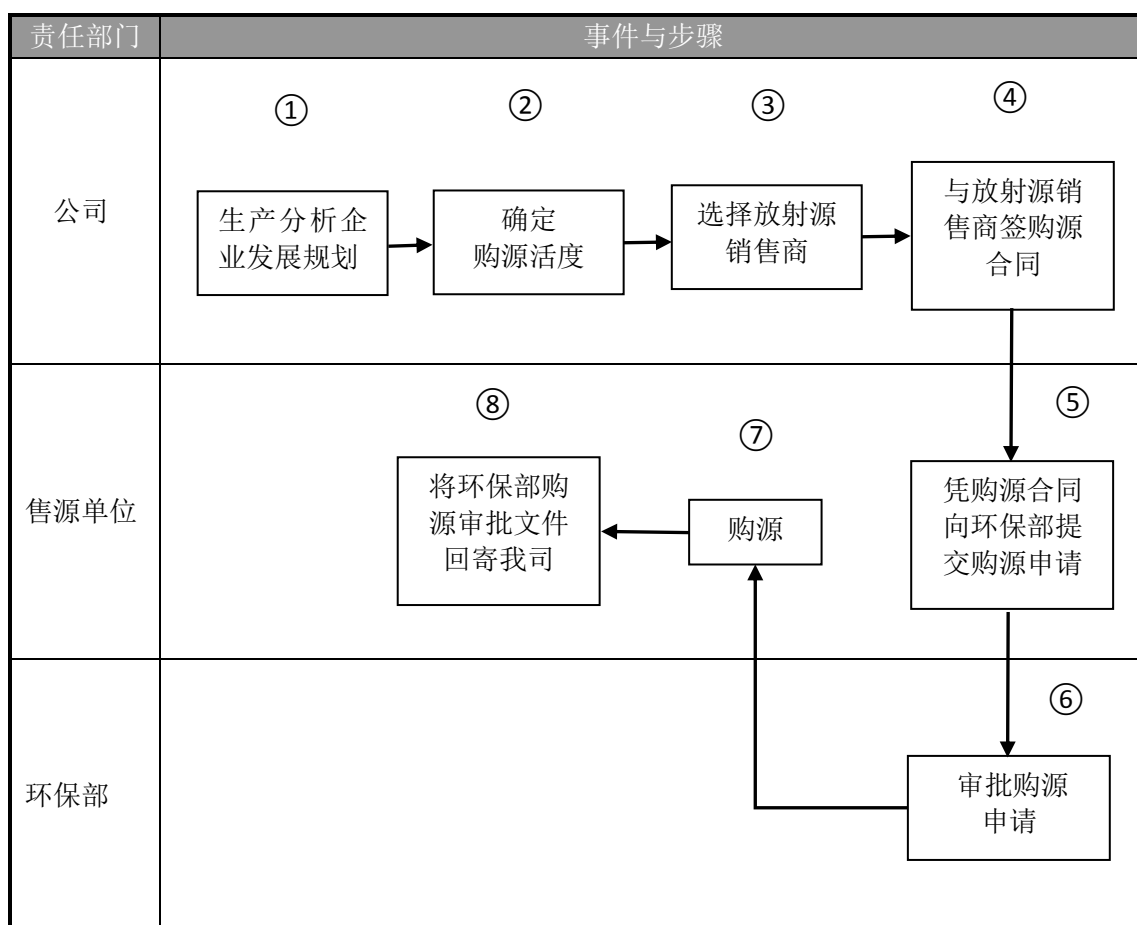 责任部门
事件与步骤
①
②
③
④
公司
生产分析企
业发展规划
确定
购源活度
选择放射源
销售商
与放射源销
售商签购源
合同
⑧
⑦
⑤
售源单位
将环保部购
源审批文件
回寄我司
购源
凭购源合同
向环保部提
交购源申请
⑥
环保部
审批购源
申请